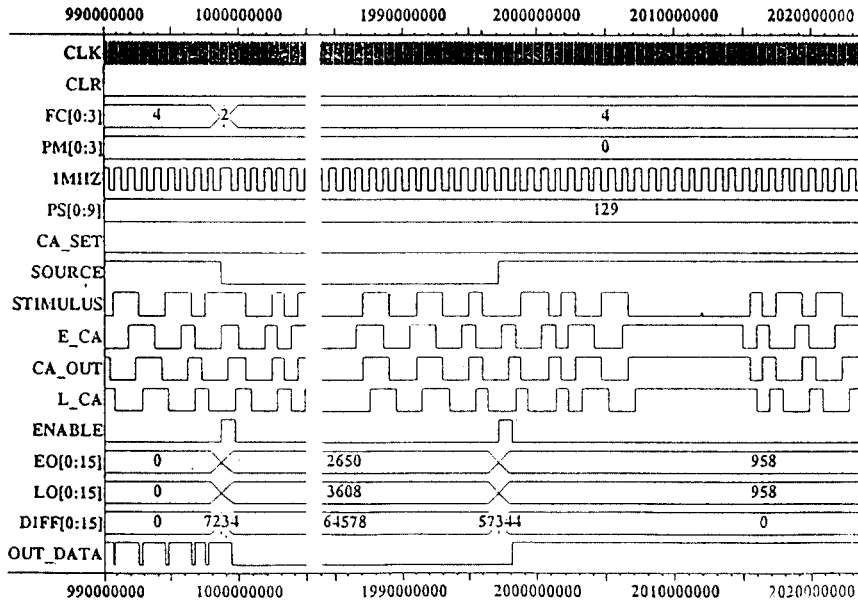 990000000 1000000000 1990000000 2000000000 2010000000 2020000000
CLK
CLR
FC[0:3] 4 2 4
PM[0:3] 0
1MHZ
PS[0:9] 129
CA_SET
SOURCE
STIMULUS
E_CA
CA_OUT
L_CA
ENABLE
EO[0:15] 0 2650 958
LO[0:15] 0 3608 958
DIFF[0:15] 0 7234 64578 57344 0
OUT_DATA
990000000 1000000000 1990000000 2000000000 2010000000 2020000000